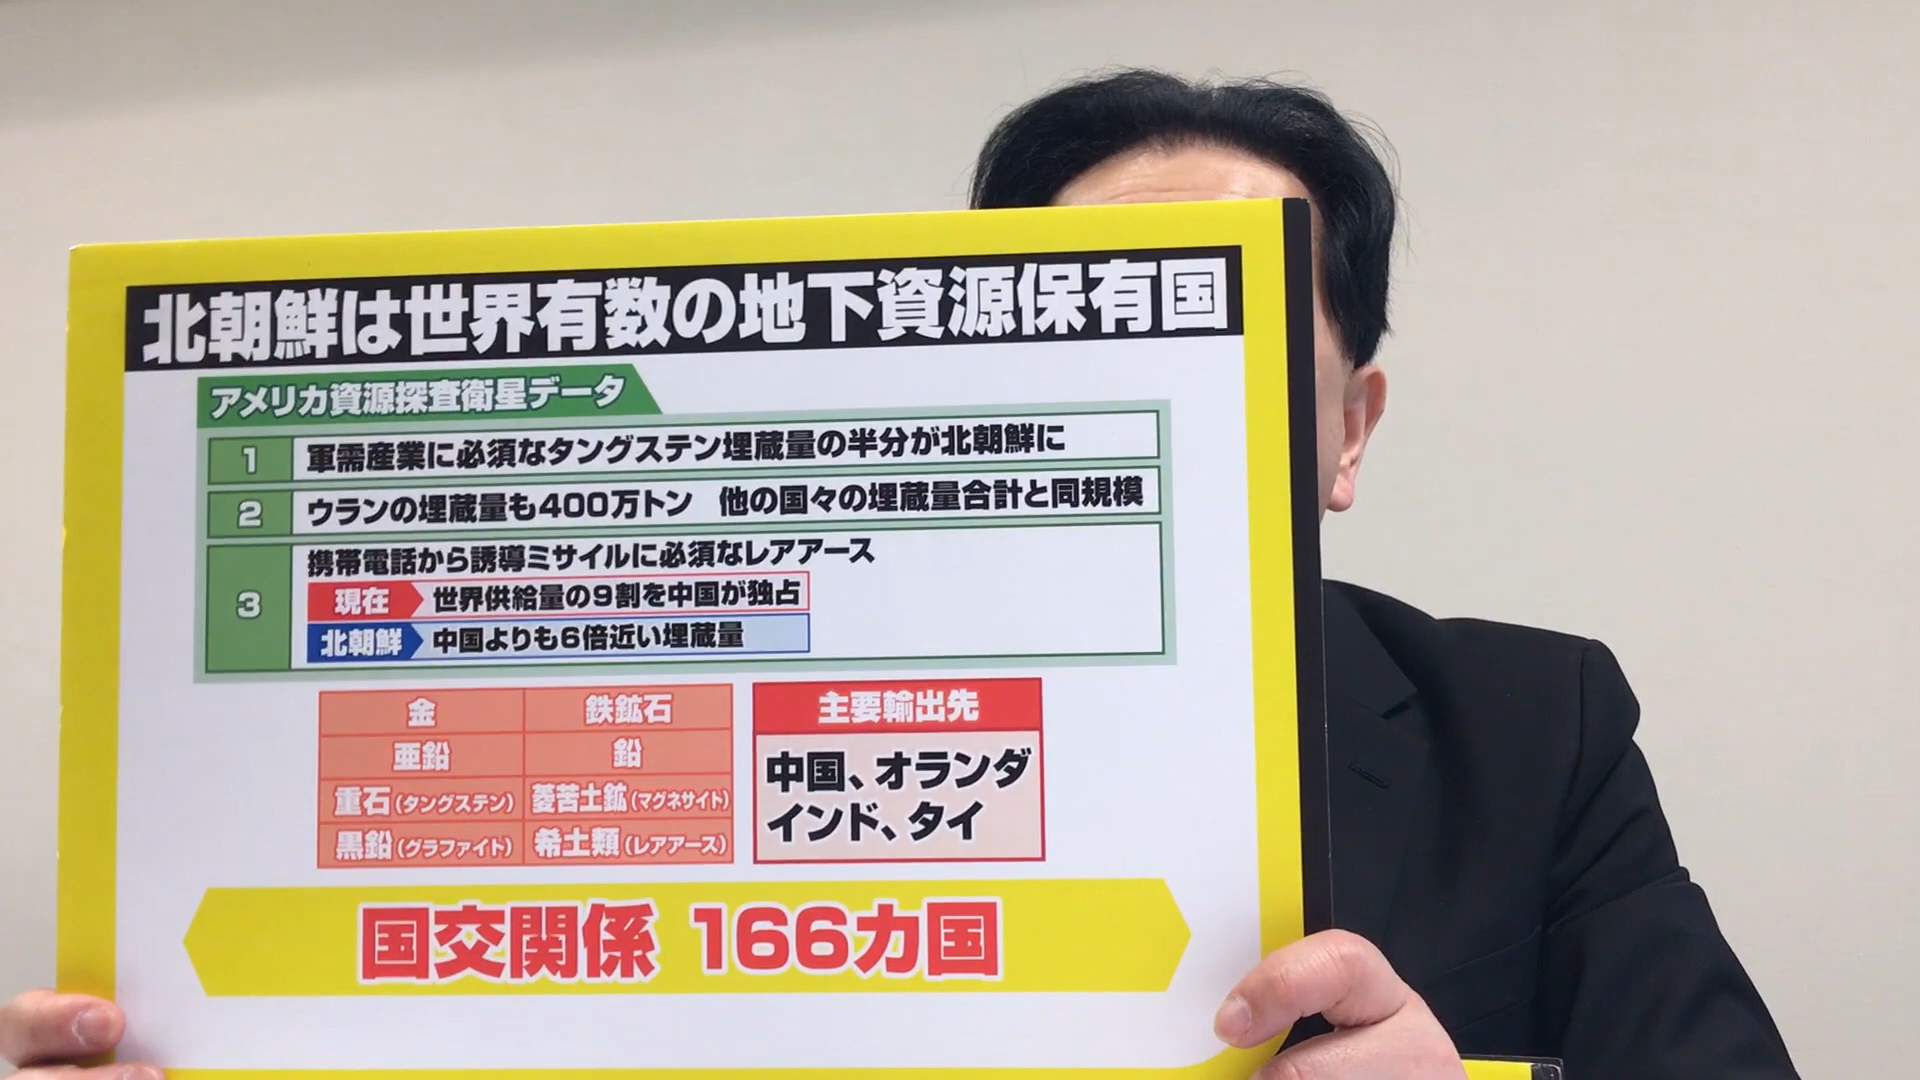 北朝鮮は世界有数の地下資源保有国
アメリカ資源探査衛星データ
1 軍需産業に必須なタングステン埋蔵量の半分が北朝鮮に
2 ウランの埋蔵量も400万トン 他の国々の埋蔵量合計と同規模
3 携帯電話から誘導ミサイルに必須なレアアース
現在 世界供給量の9割を中国が独占
北朝鮮 中国よりも6倍近い埋蔵量
金 鉄鉱石
亜鉛 鉛
重石(タングステン) 菱苦土鉱(マグネサイト)
黒鉛(グラファイト) 希土類(レアアース)
主要輸出先
中国、オランダ
インド、タイ
国交関係 166カ国